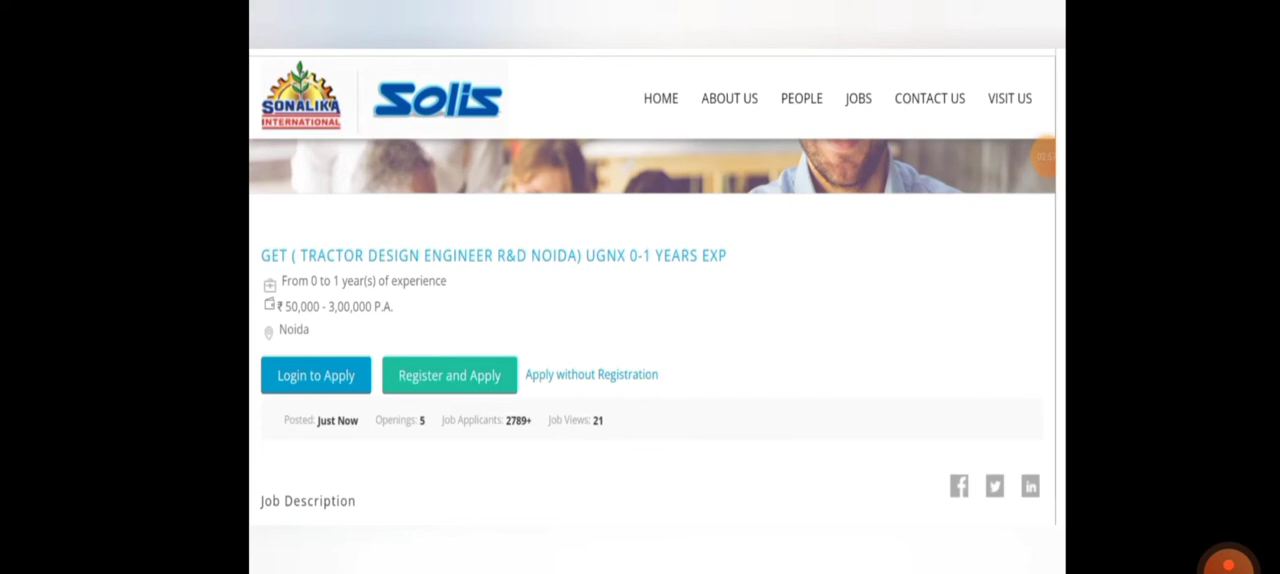 SONALIKA
INTERNATIONAL
Solis
HOME ABOUT US PEOPLE JOBS CONTACT US VISIT US
02:5
GET ( TRACTOR DESIGN ENGINEER R&D NOIDA) UGNX 0-1 YEARS EXP
From 0 to 1 year(s) of experience
₹ 50,000 - 3,00,000 P.A.
Noida
Login to Apply Register and Apply Apply without Registration
Posted: Just Now Openings: 5 Job Applicants: 2789+ Job Views: 21
Job Description